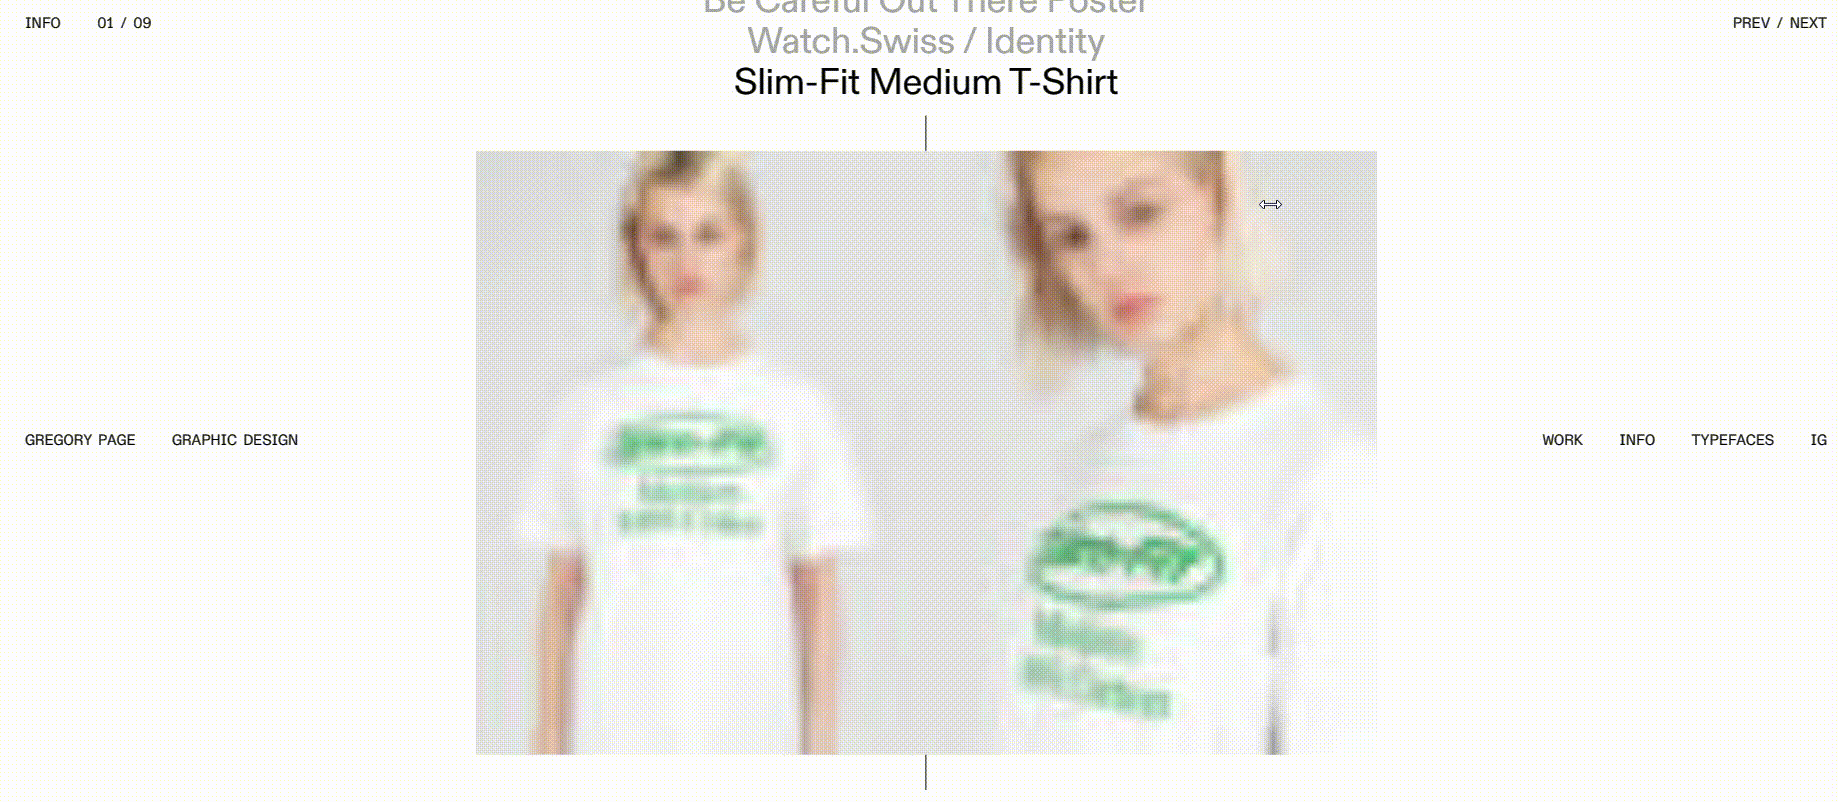 Be Careful Out There Poster
INFO 01 / 09
PREV / NEXT
Watch.Swiss / Identity
Slim-Fit Medium T-Shirt
GREGORY PAGE GRAPHIC DESIGN
WORK INFO TYPEFACES IG